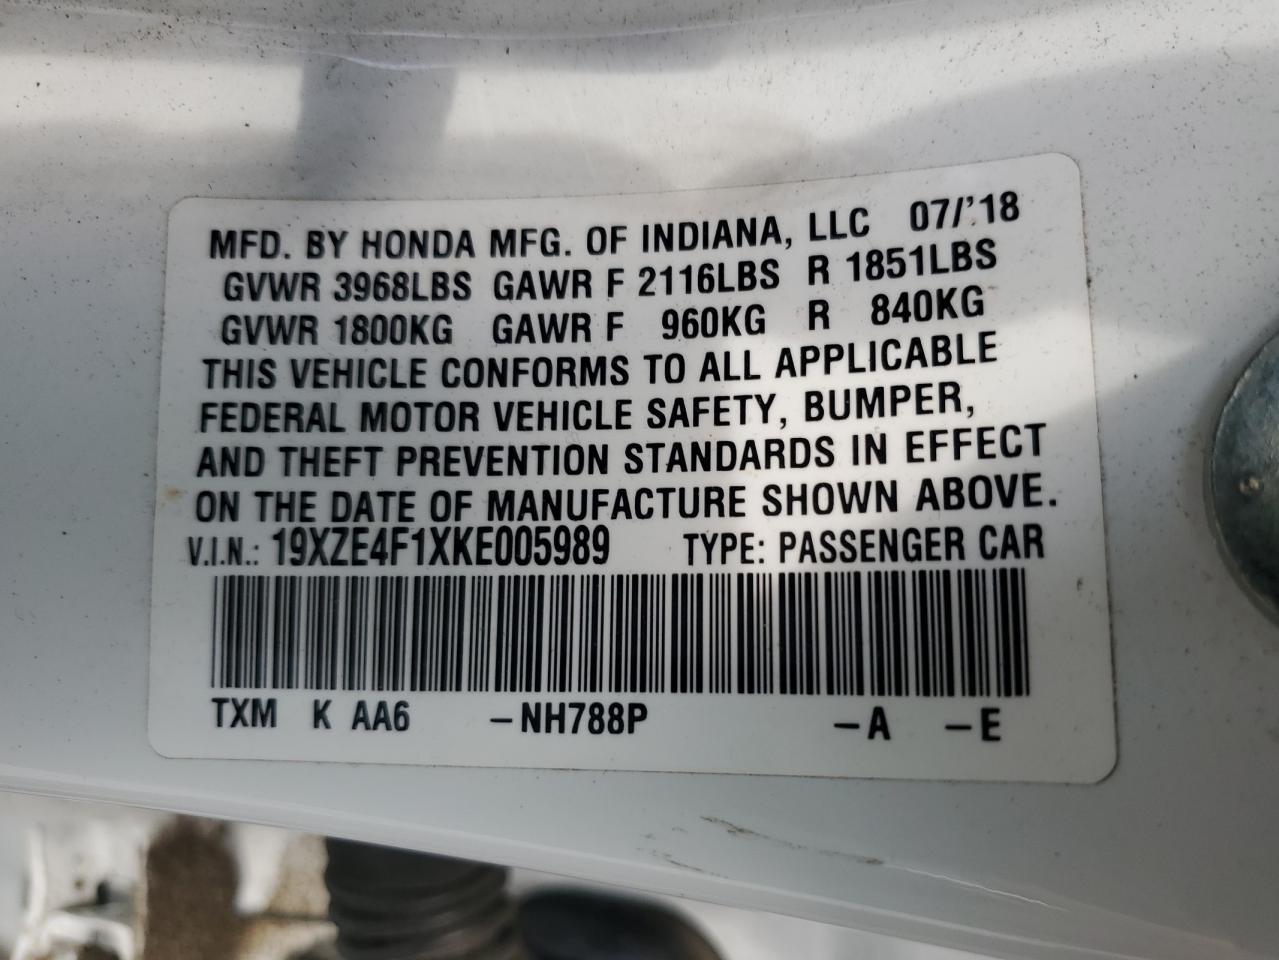 MFD. BY HONDA MFG. OF INDIANA, LLC 07/'18
GVWR 3968LBS GAWR F 2116LBS R 1851LBS
GVWR 1800KG GAWR F 960KG R 840KG
THIS VEHICLE CONFORMS TO ALL APPLICABLE
FEDERAL MOTOR VEHICLE SAFETY, BUMPER,
AND THEFT PREVENTION STANDARDS IN EFFECT
ON THE DATE OF MANUFACTURE SHOWN ABOVE.
V.I.N.: 19XZE4F1XKE005989 TYPE: PASSENGER CAR
TXM K AA6 –NH788P –A –E